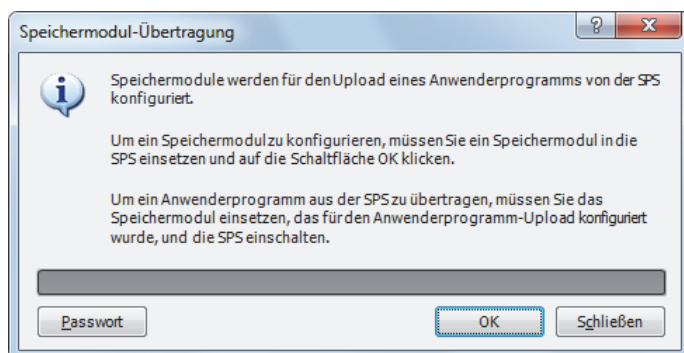 Speichermodul-Übertragung
Speichermodule werden für den Upload eines Anwenderprogramms von der SPS
konfiguriert.
Um ein Speichermodul zu konfigurieren, müssen Sie ein Speichermodul in die
SPS einsetzen und auf die Schaltfläche OK klicken.
Um ein Anwenderprogramm aus der SPS zu übertragen, müssen Sie das
Speichermodul einsetzen, das für den Anwenderprogramm-Upload konfiguriert
wurde, und die SPS einschalten.
Passwort OK Schließen